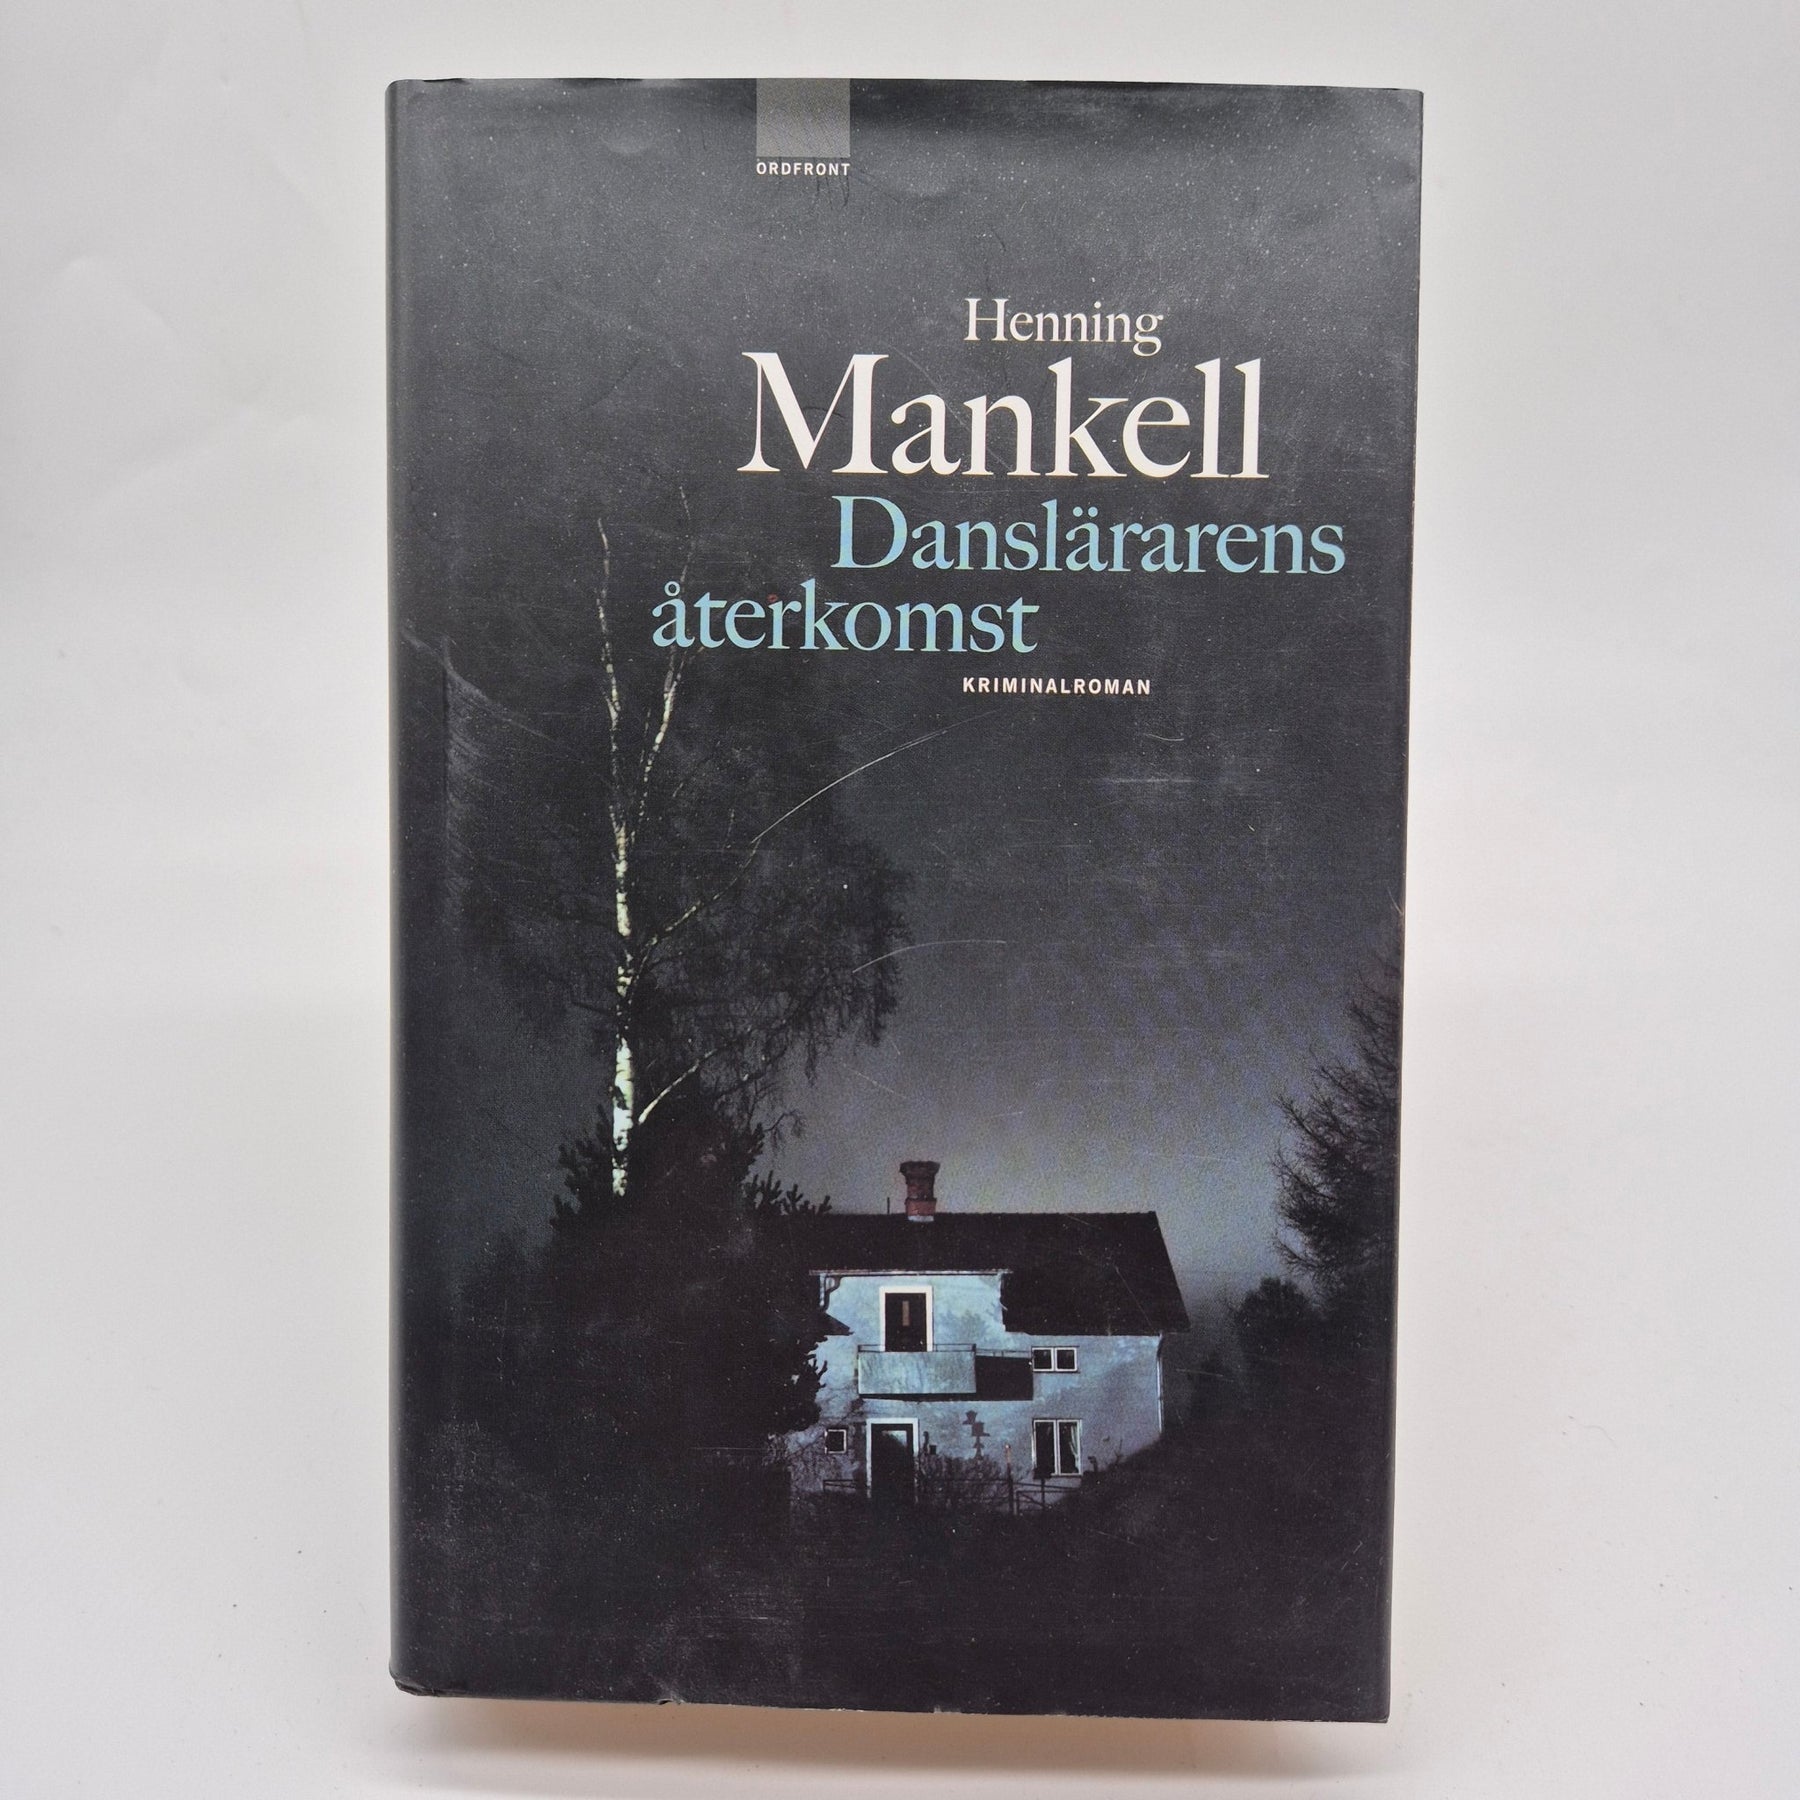 ORDFRONT
Henning
Mankell
Danslärarens
återkomst
KRIMINALROMAN